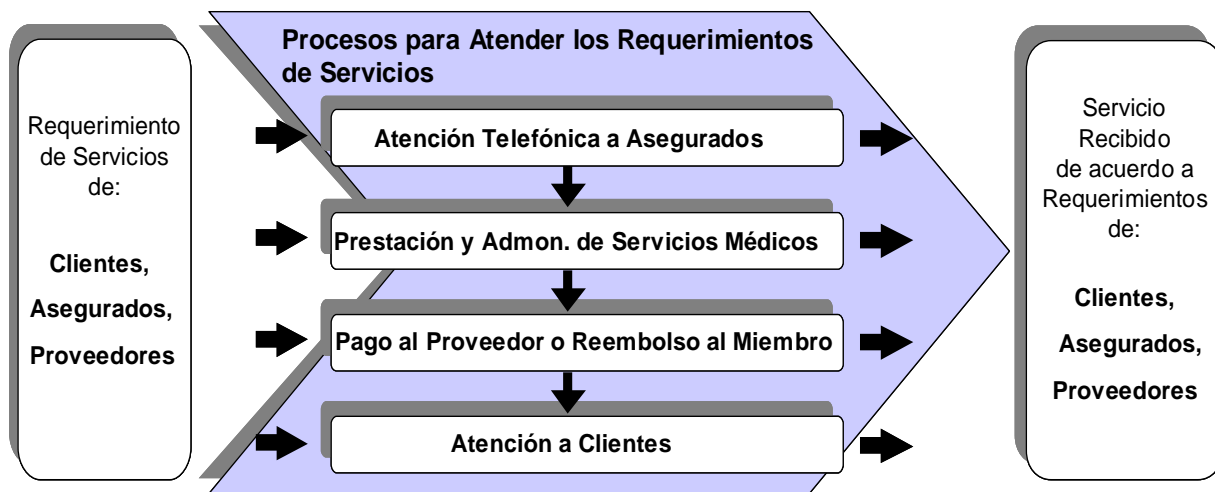 Requerimiento
de Servicios
de:
Clientes,
Asegurados,
Proveedores
Procesos para Atender los Requerimientos
de Servicios
Atención Telefónica a Asegurados
Prestación y Admon. de Servicios Médicos
Pago al Proveedor o Reembolso al Miembro
Atención a Clientes
Servicio
Recibido
de acuerdo a
Requerimientos
de:
Clientes,
Asegurados,
Proveedores